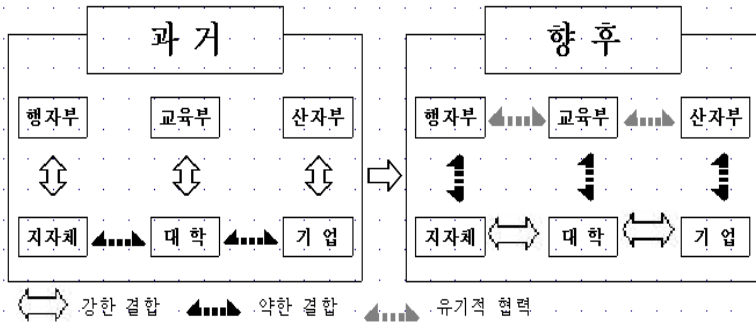 과 거
향 후
행자부 교육부 산자부
행자부 교육부 산자부
지자체 대 학 기 업
지자체 대 학 기 업
강한 결합 약한 결합 유기적 협력